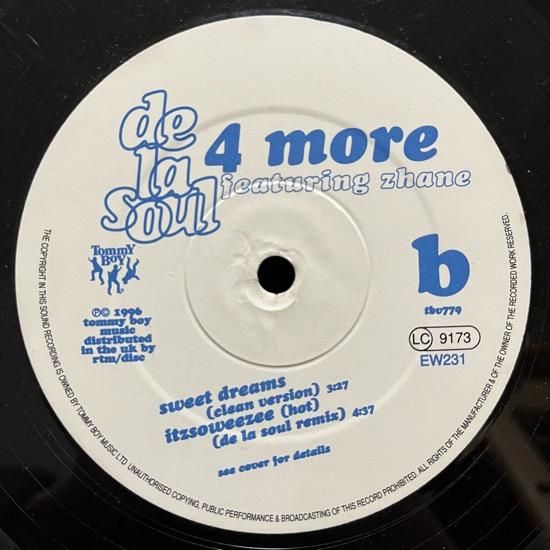 de
la
soul
4 more
featuring zhane
Tommy
Boy
b
tbv779
℗© 1996
tommy boy
music
distributed
in the uk by
rtm/disc
LC 9173
EW231
sweet dreams
(clean version) 3:27
itzsoweezee (hot)
(de la soul remix) 4:37
see cover for details
THE COPYRIGHT IN THIS SOUND RECORDING IS OWNED BY TOMMY BOY MUSIC LTD. UNAUTHORISED COPYING, PUBLIC PERFORMANCE & BROADCASTING OF THIS RECORD PROHIBITED. ALL RIGHTS OF THE MANUFACTURER & OF THE OWNER OF THE RECORDED WORK RESERVED.